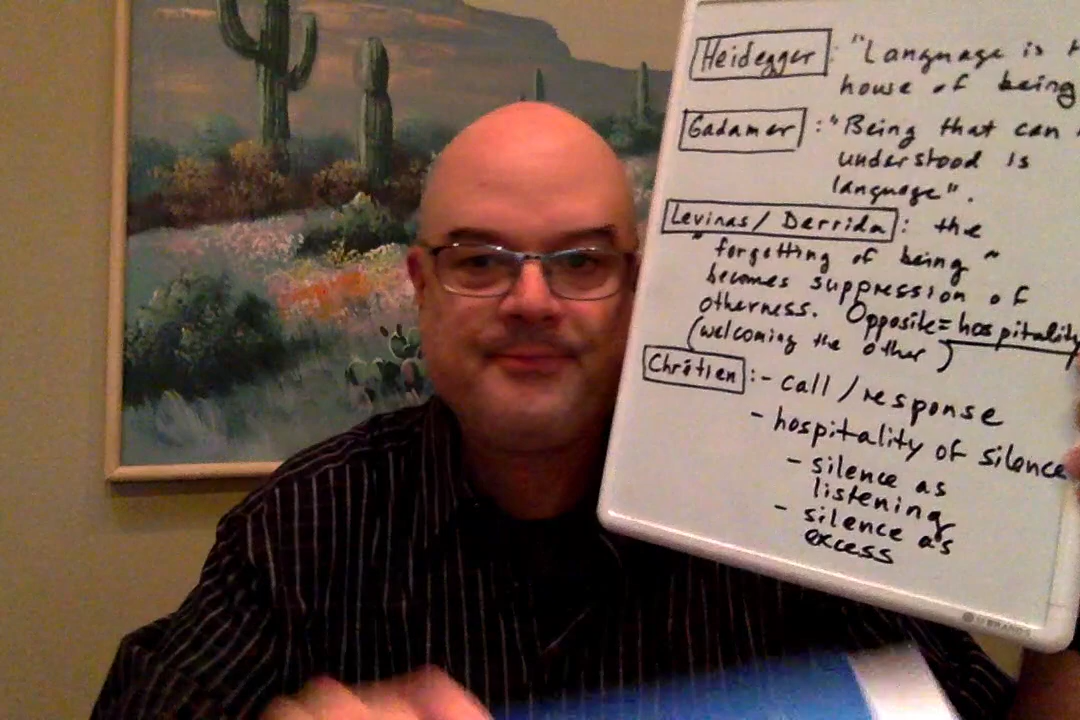 Heidegger : "Language is
house of being
Gadamer : "Being that can
understood is
language".
Levinas / Derrida : the
"forgetting of being"
becomes suppression of
otherness. Opposite = hospitality
(welcoming the other)
Chrétien : - call / response
- hospitality of silence
- silence as
listening
- silence as
excess
BRANDS